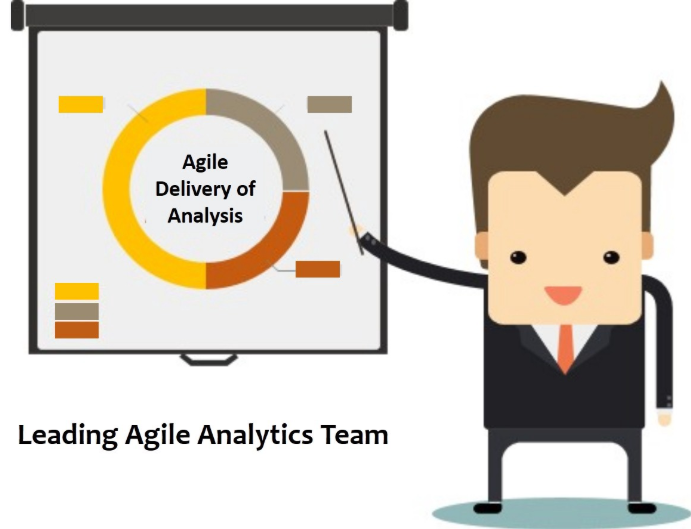 Agile
Delivery of
Analysis
Leading Agile Analytics Team